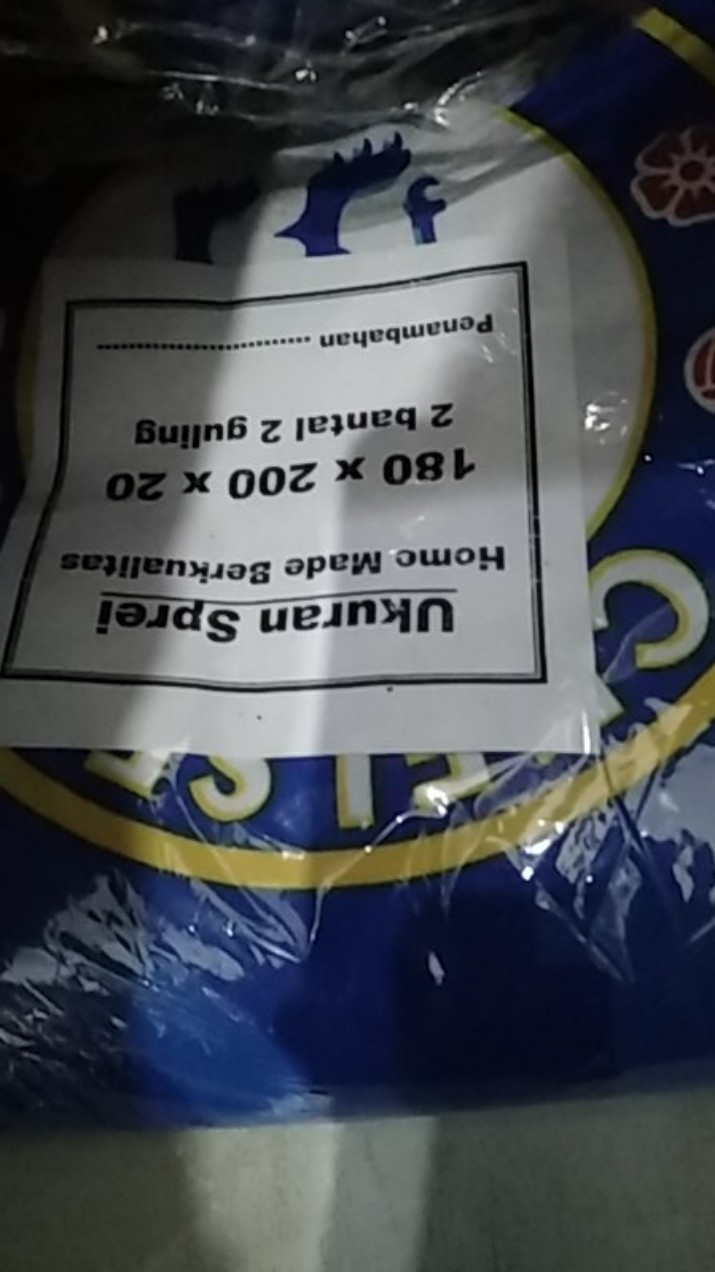 Ukuran Sprei
Home Made Berkualitas
180 x 200 x 20
2 bantal 2 guling
Penambahan ........................